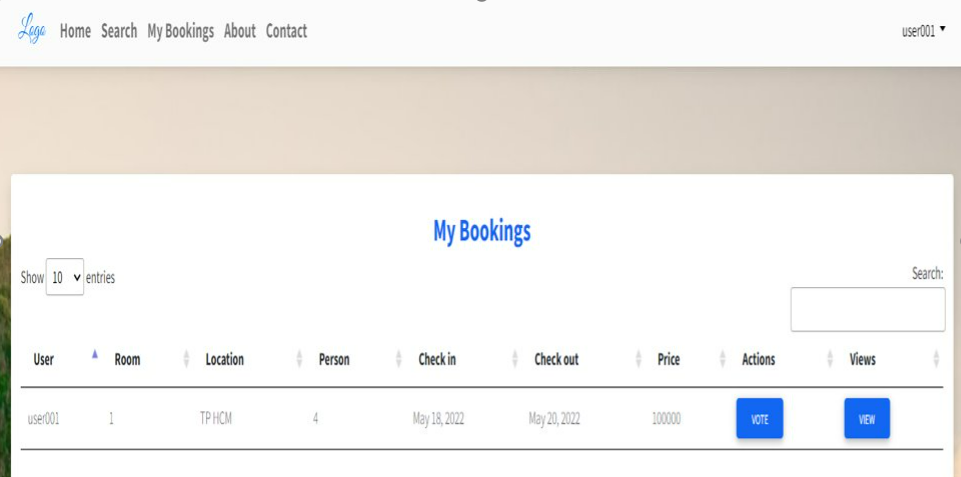 Logo Home Search My Bookings About Contact user001
My Bookings
Show 10 entries
Search:
User Room Location Person Check in Check out Price Actions Views
user001 1 TP HCM 4 May 18, 2022 May 20, 2022 100000 VOTE VIEW